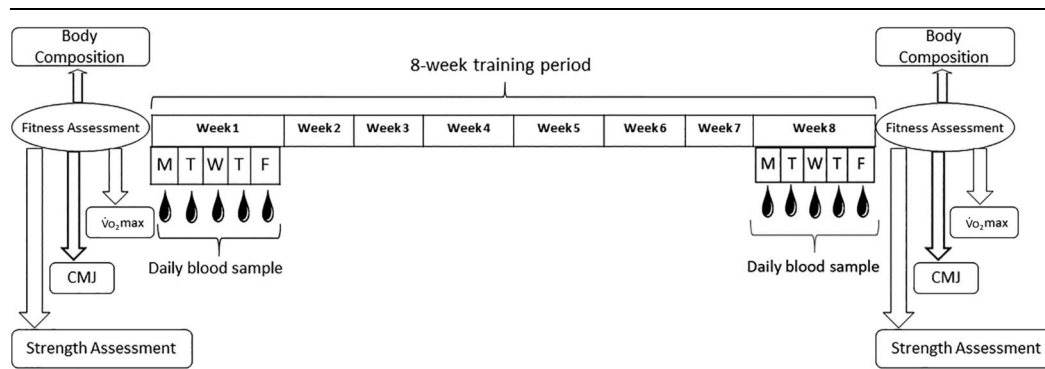 Body
Composition
8-week training period
Body
Composition
Fitness Assessment
Week1 Week2 Week3 Week4 Week5 Week6 Week7 Week8
Fitness Assessment
M T W T F
M T W T F
V̇o₂max
V̇o₂max
Daily blood sample
Daily blood sample
CMJ
CMJ
Strength Assessment
Strength Assessment